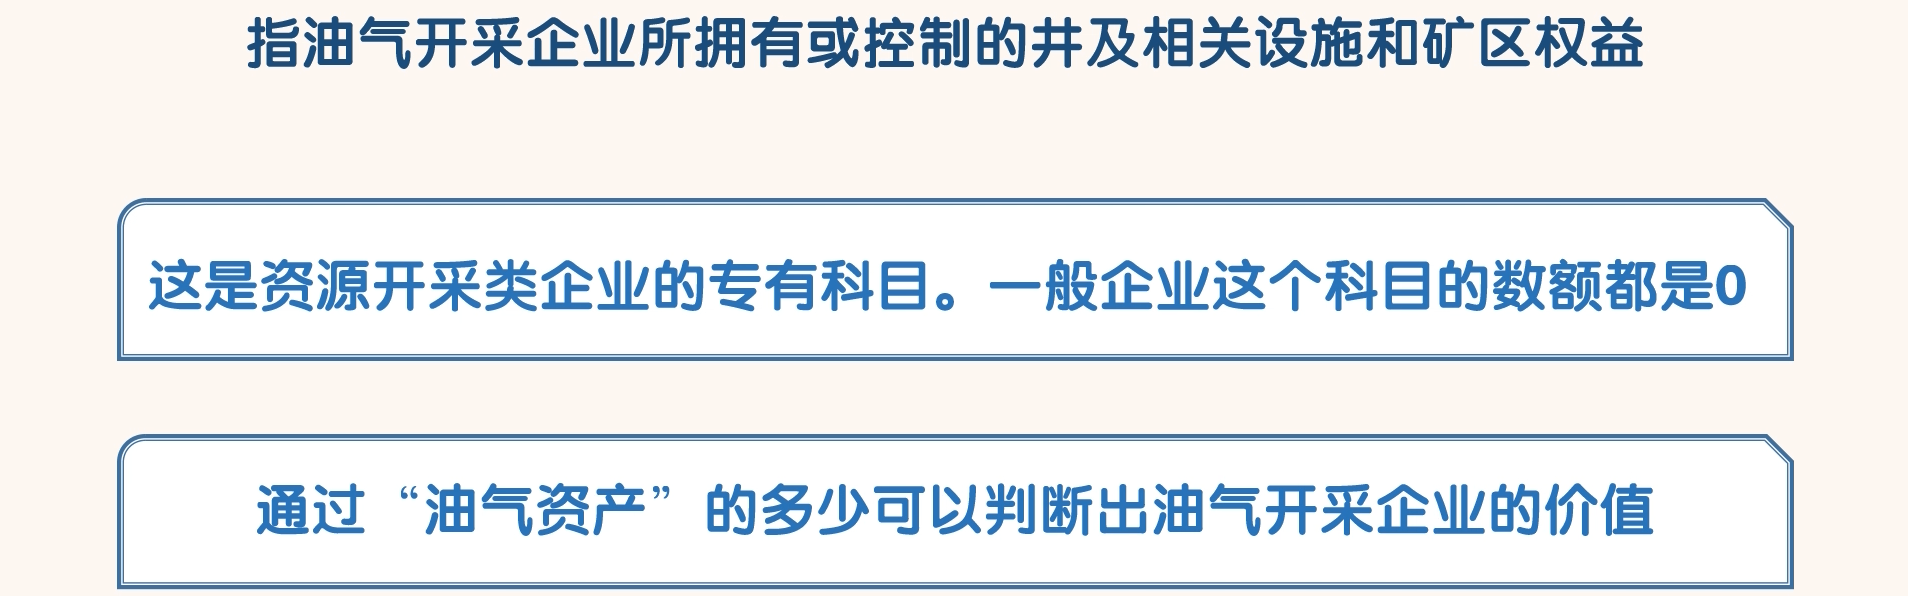 指油气开采企业所拥有或控制的井及相关设施和矿区权益
这是资源开采类企业的专有科目。一般企业这个科目的数额都是0
通过“油气资产”的多少可以判断出油气开采企业的价值